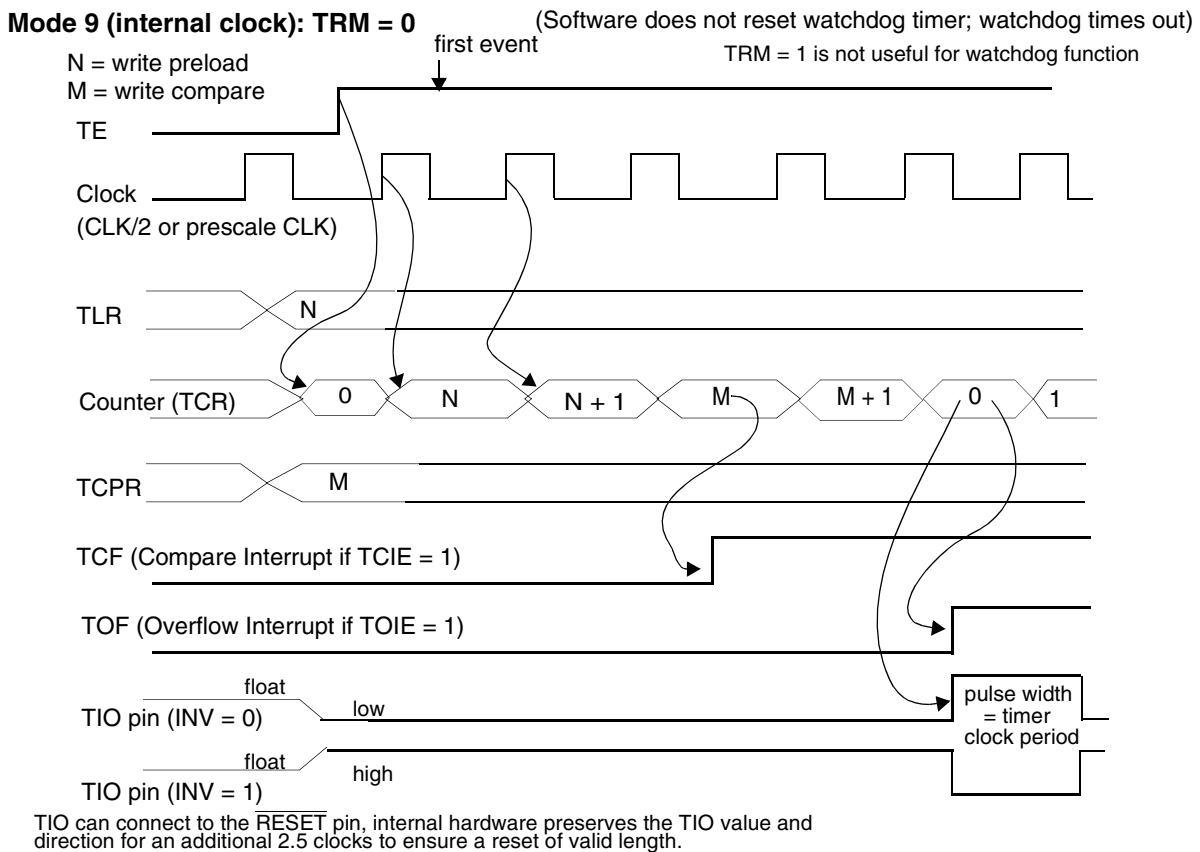 Mode 9 (internal clock): TRM = 0
(Software does not reset watchdog timer; watchdog times out)
first event
TRM = 1 is not useful for watchdog function
N = write preload
M = write compare
TE
Clock
(CLK/2 or prescale CLK)
TLR
N
Counter (TCR)
0
N
N + 1
M
M + 1
0
1
TCPR
M
TCF (Compare Interrupt if TCIE = 1)
TOF (Overflow Interrupt if TOIE = 1)
float
low
TIO pin (INV = 0)
pulse width
= timer
clock period
float
high
TIO pin (INV = 1)
TIO can connect to the RESET pin, internal hardware preserves the TIO value and
direction for an additional 2.5 clocks to ensure a reset of valid length.